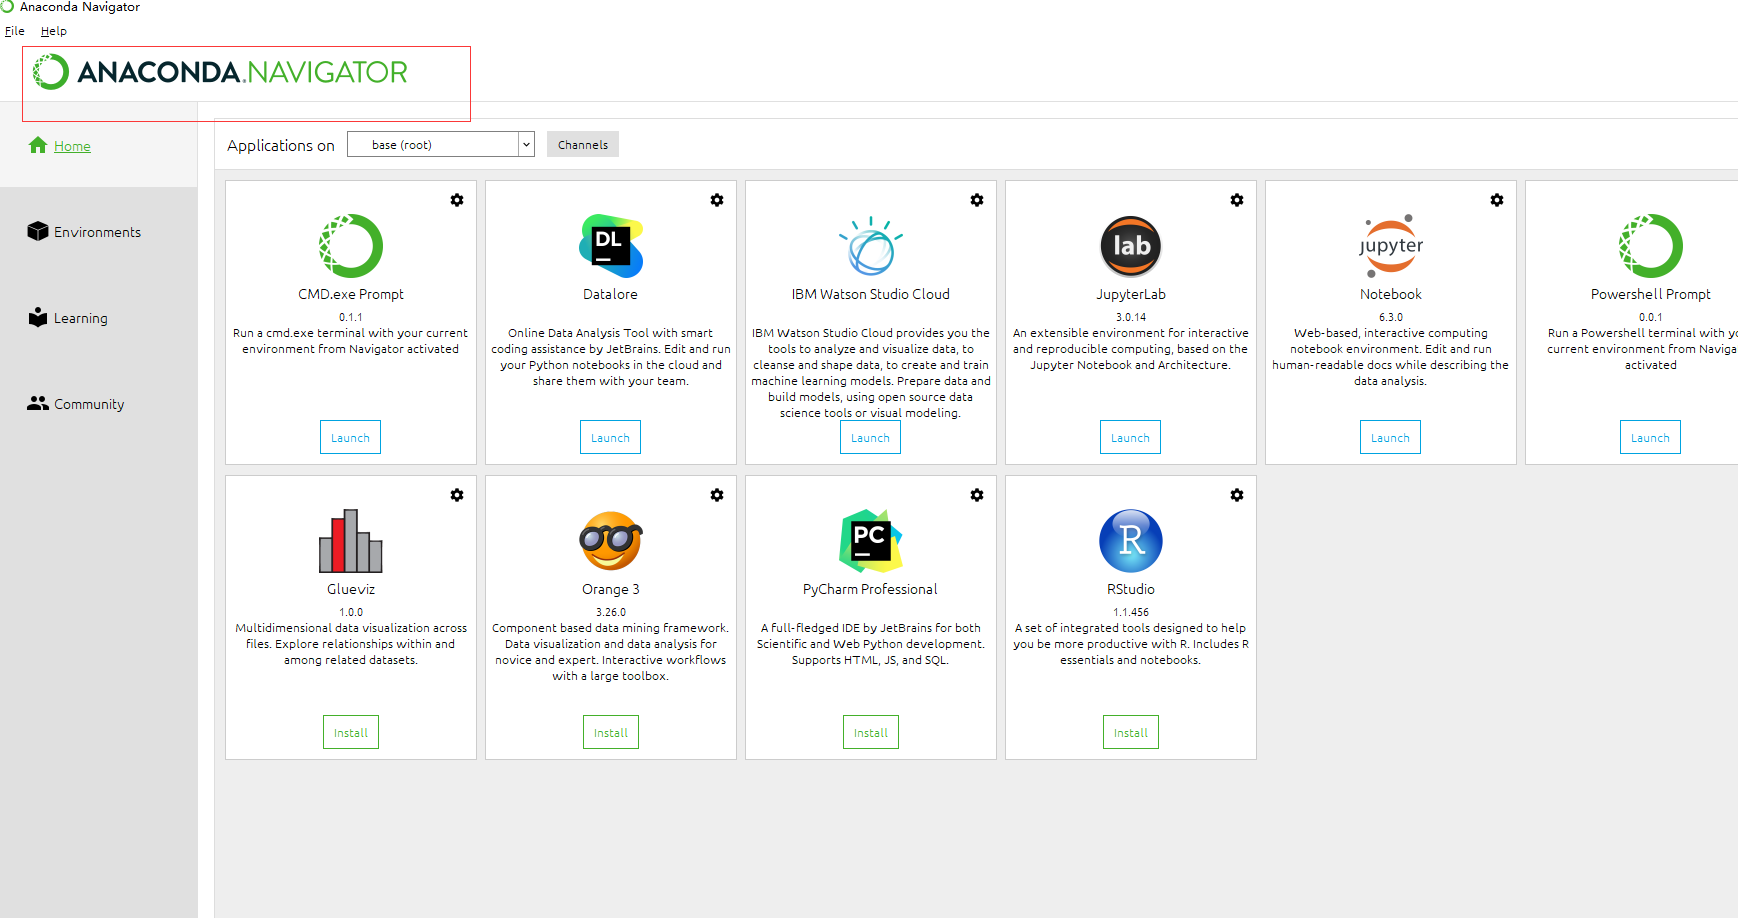 Anaconda Navigator
File Help
ANACONDA.NAVIGATOR
Home
Environments
Learning
Community
Applications on base (root) Channels
CMD.exe Prompt
0.1.1
Run a cmd.exe terminal with your current
environment from Navigator activated
Launch
DL
Datalore
Online Data Analysis Tool with smart
coding assistance by JetBrains. Edit and run
your Python notebooks in the cloud and
share them with your team.
Launch
IBM Watson Studio Cloud
IBM Watson Studio Cloud provides you the
tools to analyze and visualize data, to
cleanse and shape data, to create and train
machine learning models. Prepare data and
build models, using open source data
science tools or visual modeling.
Launch
lab
JupyterLab
3.0.14
An extensible environment for interactive
and reproducible computing, based on the
Jupyter Notebook and Architecture.
Launch
jupyter
Notebook
6.3.0
Web-based, interactive computing
notebook environment. Edit and run
human-readable docs while describing the
data analysis.
Launch
Powershell Prompt
0.0.1
Run a Powershell terminal with yo
current environment from Naviga
activated
Launch
Glueviz
1.0.0
Multidimensional data visualization across
files. Explore relationships within and
among related datasets.
Install
Orange 3
3.26.0
Component based data mining framework.
Data visualization and data analysis for
novice and expert. Interactive workflows
with a large toolbox.
Install
PC
PyCharm Professional
A full-fledged IDE by JetBrains for both
Scientific and Web Python development.
Supports HTML, JS, and SQL.
Install
R
RStudio
1.1.456
A set of integrated tools designed to help
you be more productive with R. Includes R
essentials and notebooks.
Install